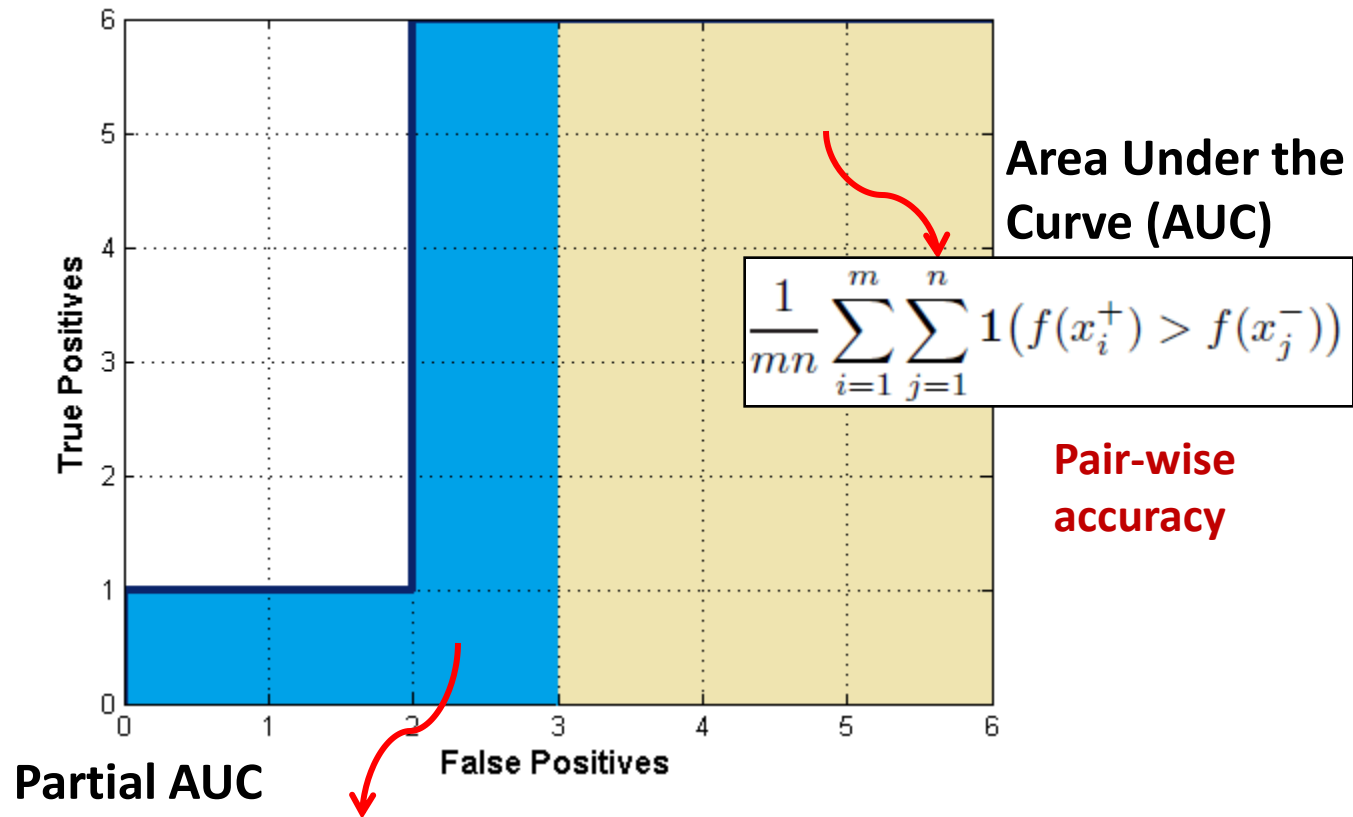 6
5
4
3
2
1
0
True Positives
0 1 2 3 4 5 6
False Positives
Area Under the
Curve (AUC)
\frac{1}{mn} \sum_{i=1}^{m} \sum_{j=1}^{n} \mathbf{1}(f(x_i^+) > f(x_j^-))
Pair-wise
accuracy
Partial AUC